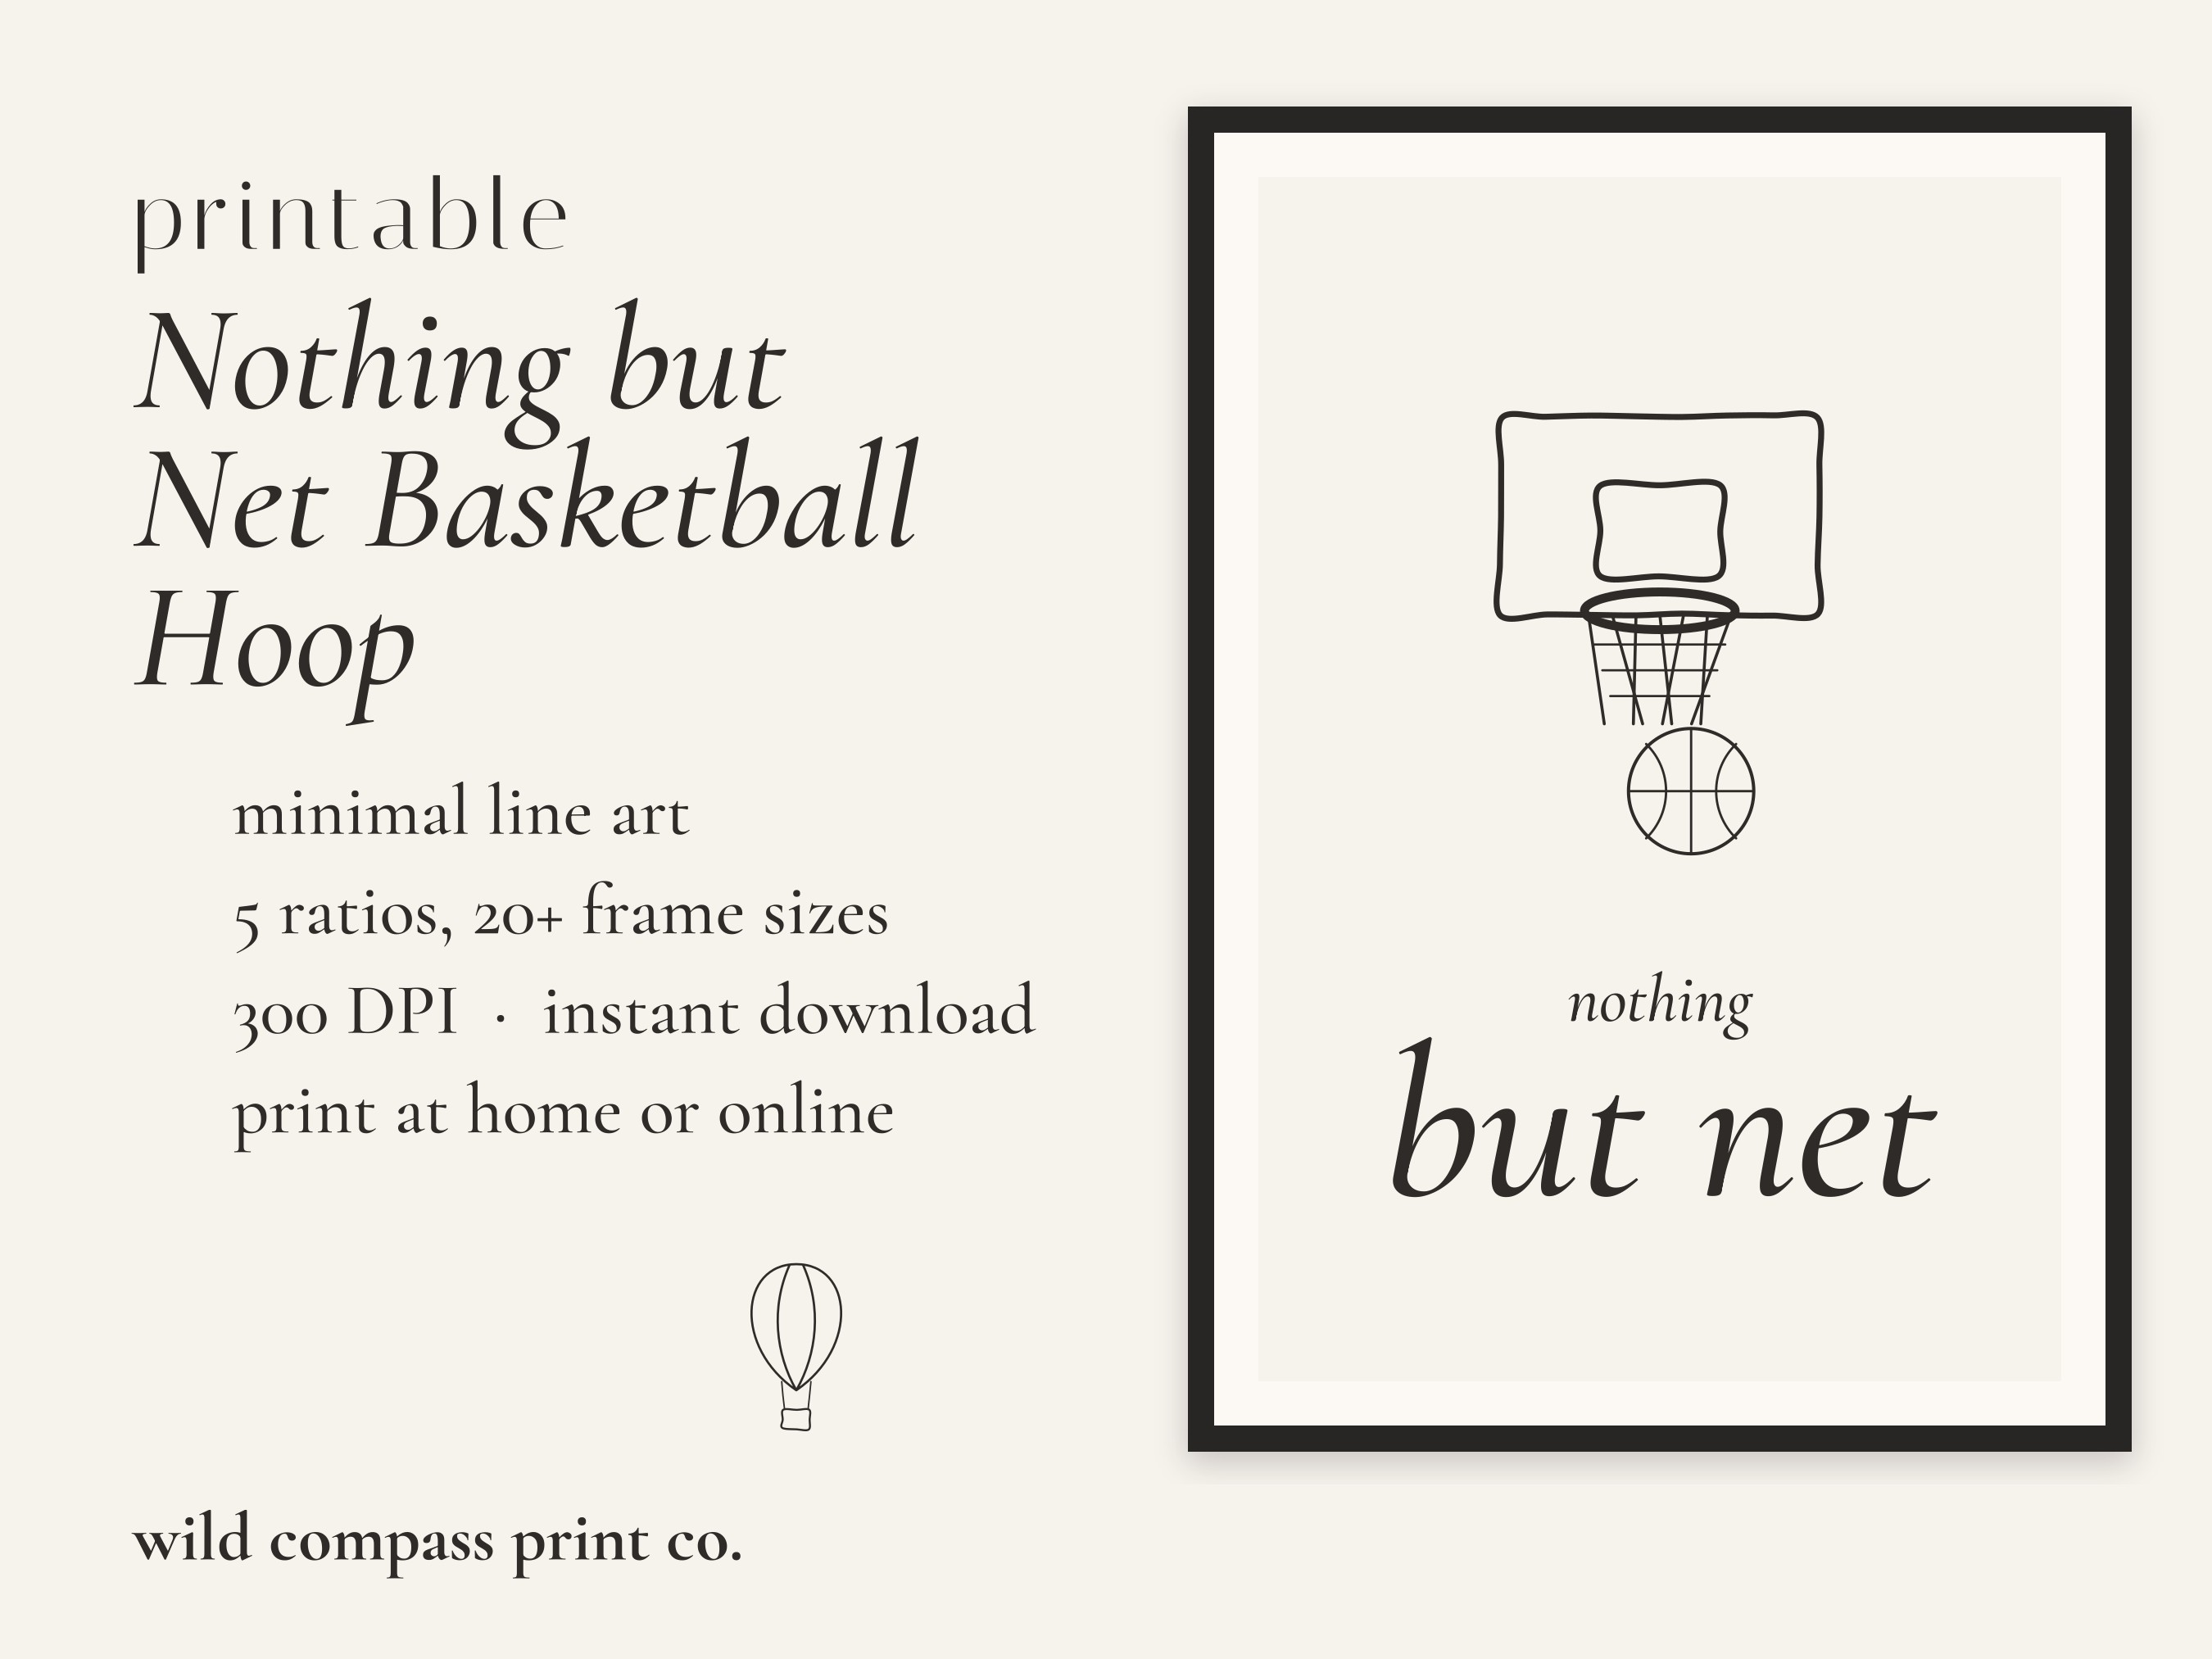 printable
Nothing but
Net Basketball
Hoop
minimal line art
5 ratios, 20+ frame sizes
300 DPI · instant download
print at home or online
wild compass print co.
nothing
but net